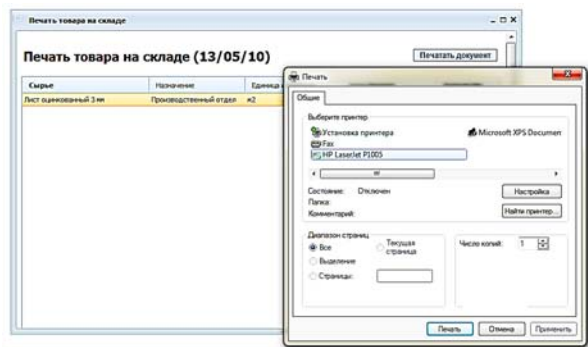 Печать товара на складе
Печать товара на складе (13/05/10)
Печатать документ
Сырье
Назначение
Единица
Лист оцинкованный 3 мм
Производственный отдел
м2
Печать
Общие
Выберите принтер
Установка принтера
Microsoft XPS Documen
Fax
HP LaserJet P1005
Состояние: Отключен
Настройка
Папка:
Комментарий:
Найти принтер...
Диапазон страниц
Все
Текущая
страница
Число копий: 1
Выделение
Страницы:
Печать
Отмена
Применить